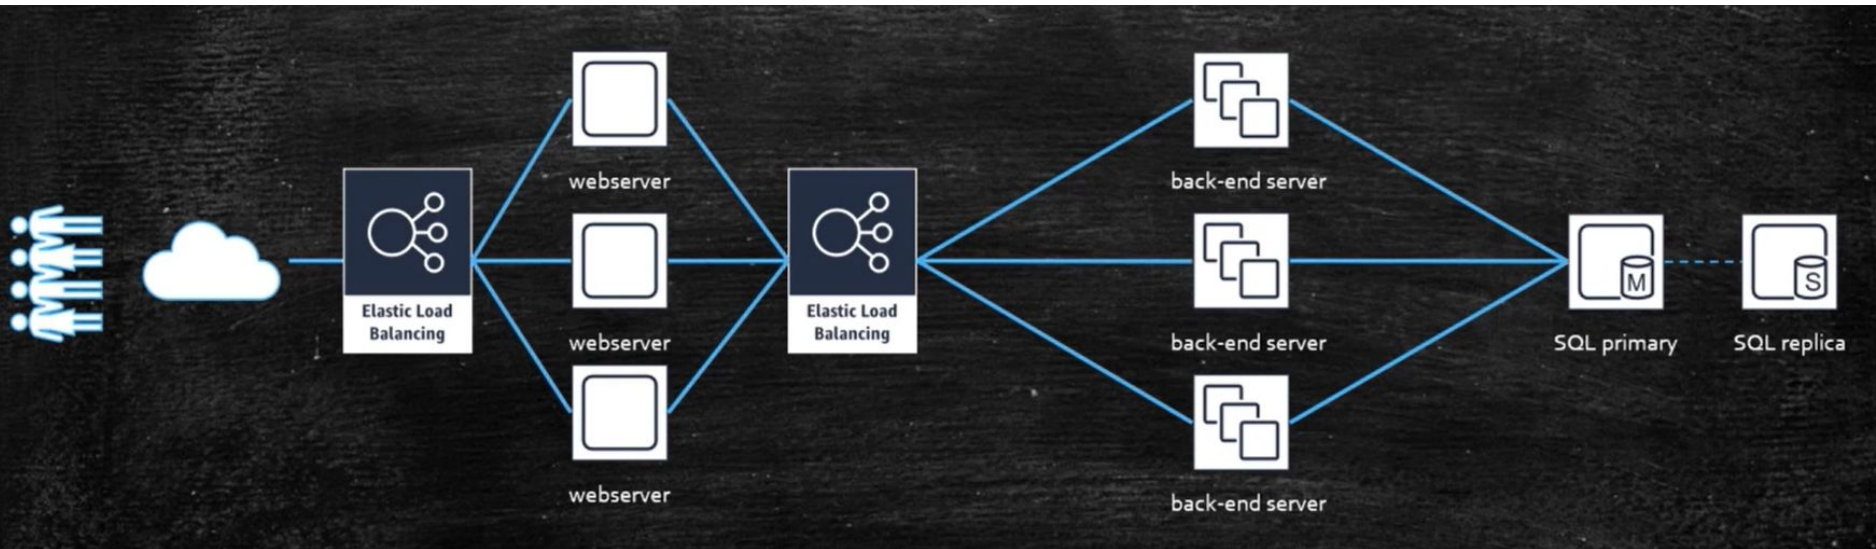 Elastic Load
Balancing
webserver
webserver
webserver
Elastic Load
Balancing
back-end server
back-end server
back-end server
M
SQL primary
S
SQL replica